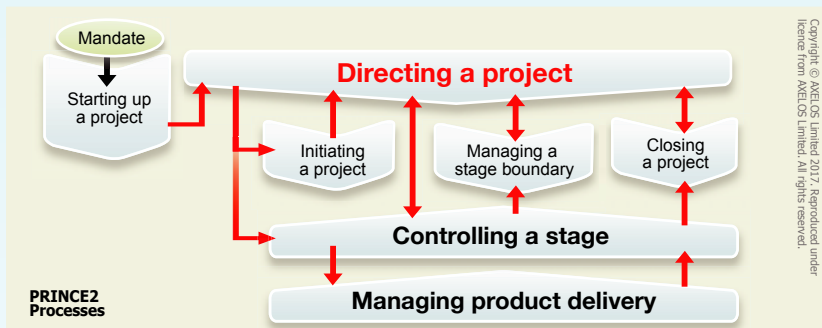 Mandate
Starting up
a project
Directing a project
Initiating
a project
Managing a
stage boundary
Closing
a project
Controlling a stage
Managing product delivery
PRINCE2
Processes
Copyright © AXELOS Limited 2017. Reproduced under
licence from AXELOS Limited. All rights reserved.